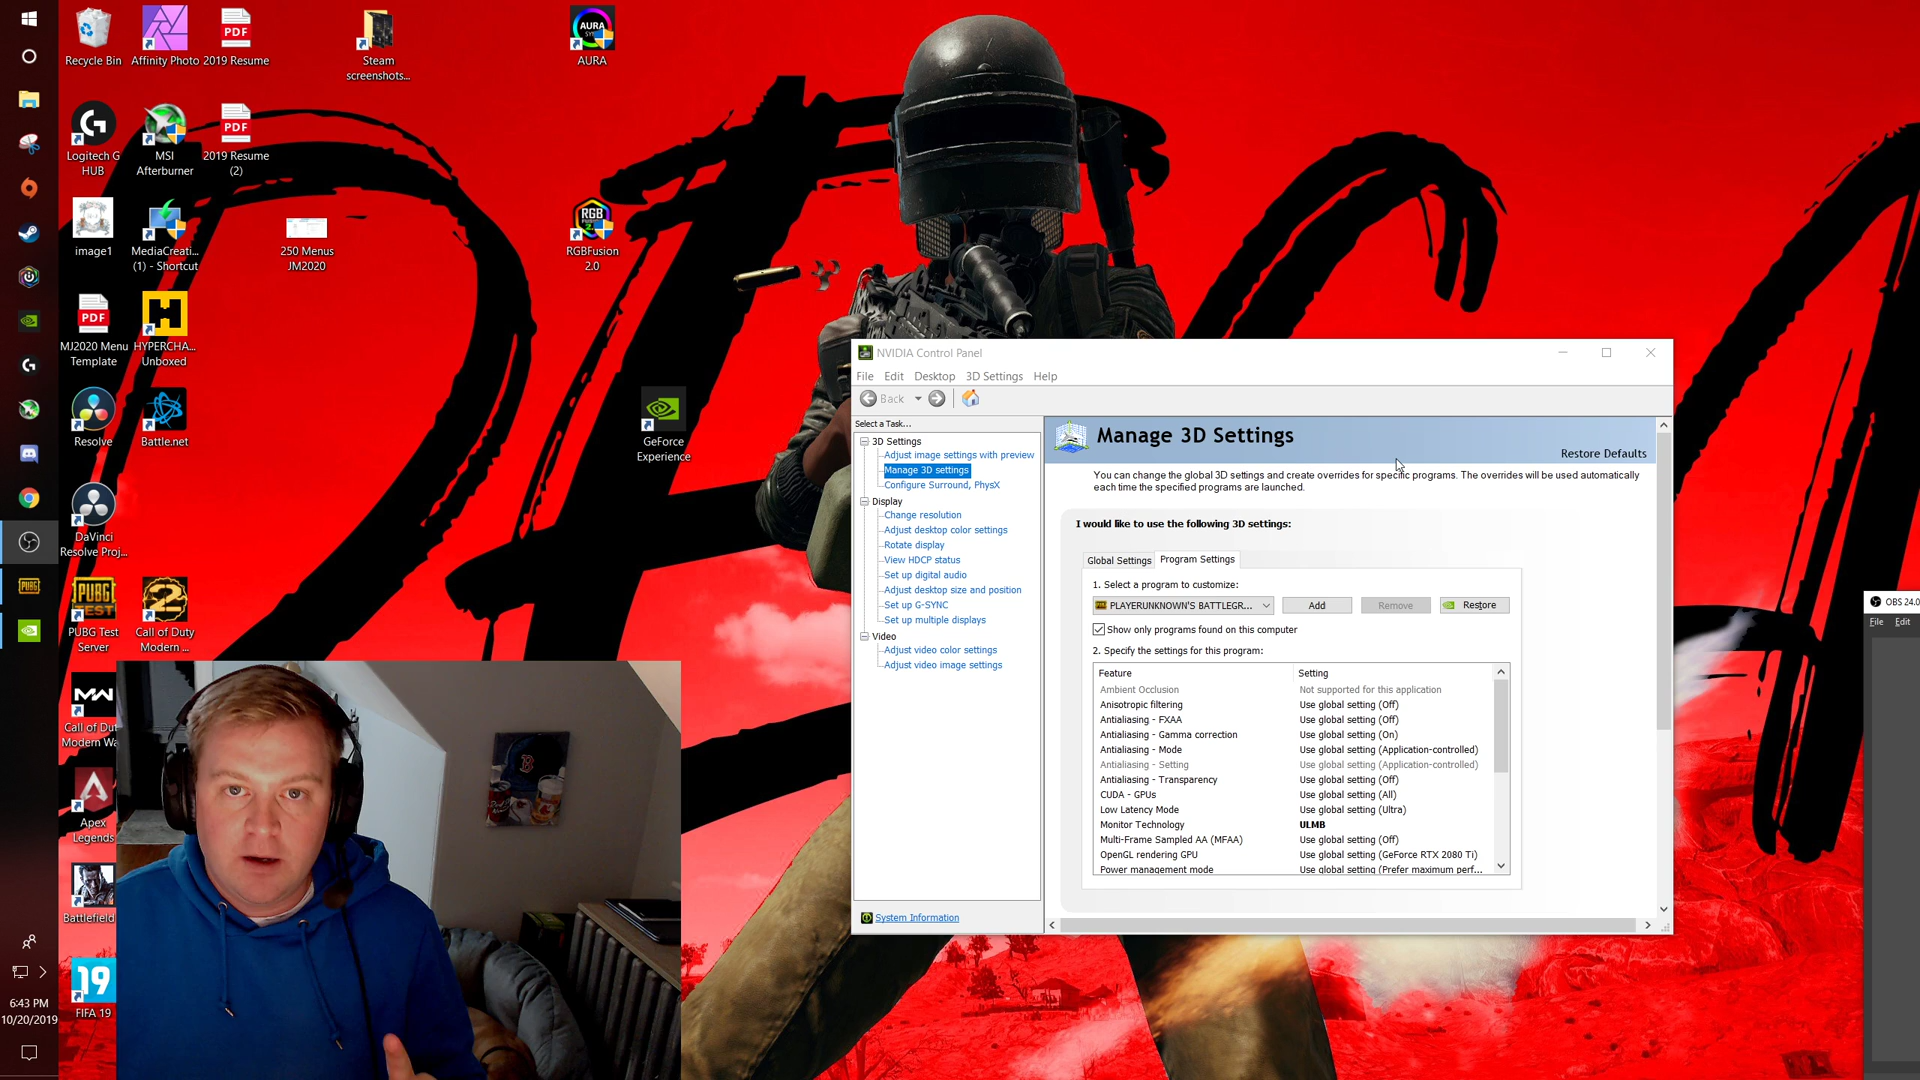 Recycle Bin
Affinity Photo
2019 Resume
Steam
screenshots...
AURA
Logitech G
HUB
MSI
Afterburner
2019 Resume
(2)
image1
MediaCreati...
(1) - Shortcut
250 Menus
JM2020
RGBFusion
2.0
MJ2020 Menu
Template
HYPERCHA...
Unboxed
Resolve
Battle.net
GeForce
Experience
DaVinci
Resolve Proj...
PUBG Test
Server
Call of Duty
Modern ...
Call of Dut
Modern Wa
Apex
Legends
Battlefield
FIFA 19
6:43 PM
10/20/2019
PDF
PDF
PDF
AURA
RGB
PUBG
TEST
MW
19
NVIDIA Control Panel
File Edit Desktop 3D Settings Help
Back
Select a Task...
3D Settings
Adjust image settings with preview
Manage 3D settings
Configure Surround, PhysX
Display
Change resolution
Adjust desktop color settings
Rotate display
View HDCP status
Set up digital audio
Adjust desktop size and position
Set up G-SYNC
Set up multiple displays
Video
Adjust video color settings
Adjust video image settings
System Information
Manage 3D Settings
Restore Defaults
You can change the global 3D settings and create overrides for specific programs. The overrides will be used automatically
each time the specified programs are launched.
I would like to use the following 3D settings:
Global Settings Program Settings
1. Select a program to customize:
PLAYERUNKNOWN'S BATTLEGR... Add Remove Restore
Show only programs found on this computer
2. Specify the settings for this program:
Feature Setting
Ambient Occlusion Not supported for this application
Anisotropic filtering Use global setting (Off)
Antialiasing - FXAA Use global setting (Off)
Antialiasing - Gamma correction Use global setting (On)
Antialiasing - Mode Use global setting (Application-controlled)
Antialiasing - Setting Use global setting (Application-controlled)
Antialiasing - Transparency Use global setting (Off)
CUDA - GPUs Use global setting (All)
Low Latency Mode Use global setting (Ultra)
Monitor Technology ULMB
Multi-Frame Sampled AA (MFAA) Use global setting (Off)
OpenGL rendering GPU Use global setting (GeForce RTX 2080 Ti)
Power management mode Use global setting (Prefer maximum perf...
OBS 24.0
File Edit